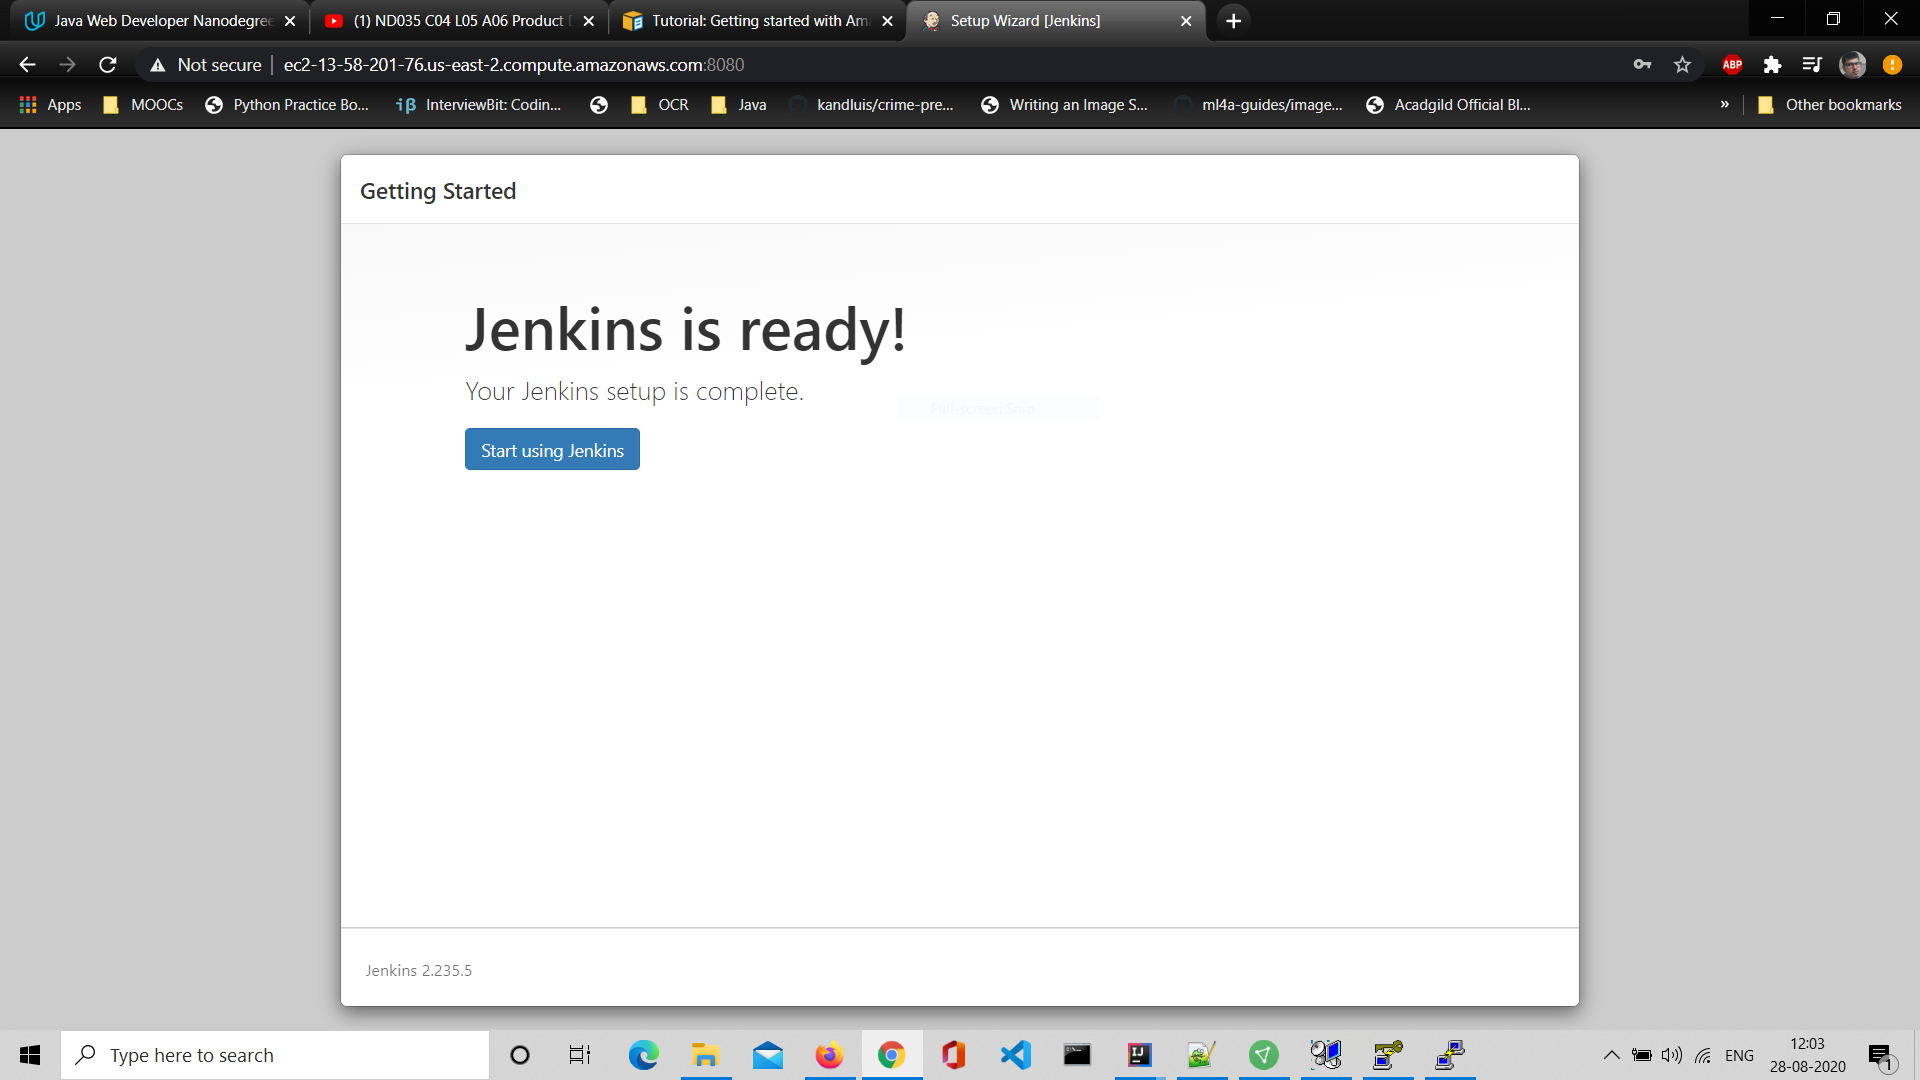 Java Web Developer Nanodegree
(1) ND035 C04 L05 A06 Product
Tutorial: Getting started with Am
Setup Wizard [Jenkins]
Not secure
ec2-13-58-201-76.us-east-2.compute.amazonaws.com:8080
ABP
Apps
MOOCs
Python Practice Bo...
iβ
InterviewBit: Codin...
OCR
Java
kandluis/crime-pre...
Writing an Image S...
ml4a-guides/image...
Acadgild Official Bl...
»
Other bookmarks
Getting Started
Jenkins is ready!
Your Jenkins setup is complete.
Full-screen Snip
Start using Jenkins
Jenkins 2.235.5
Type here to search
ENG
12:03
28-08-2020
1